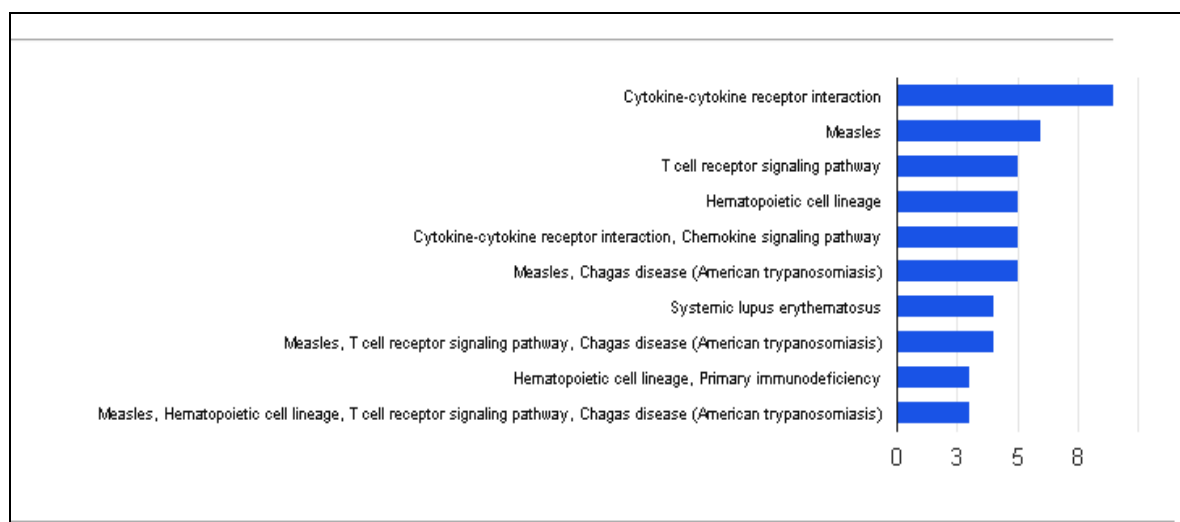 Cytokine-cytokine receptor interaction
Measles
T cell receptor signaling pathway
Hematopoietic cell lineage
Cytokine-cytokine receptor interaction, Chemokine signaling pathway
Measles, Chagas disease (American trypanosomiasis)
Systemic lupus erythematosus
Measles, T cell receptor signaling pathway, Chagas disease (American trypanosomiasis)
Hematopoietic cell lineage, Primary immunodeficiency
Measles, Hematopoietic cell lineage, T cell receptor signaling pathway, Chagas disease (American trypanosomiasis)
0 3 5 8